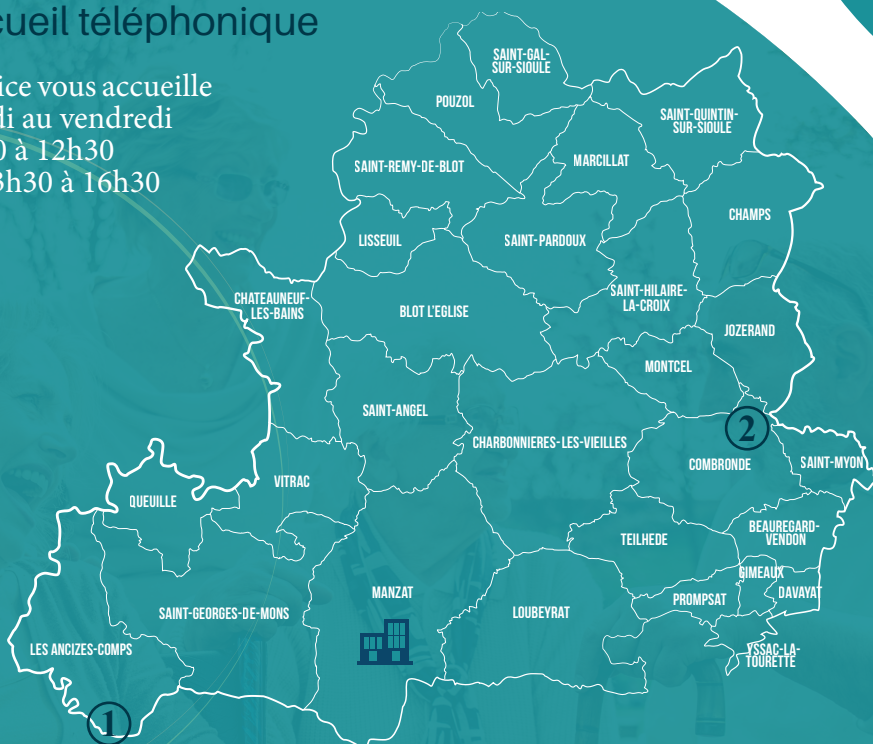 cueil téléphonique
ice vous accueille
di au vendredi
0 à 12h30
3h30 à 16h30
SAINT-GAL-
SUR-SIOULE
POUZOL
SAINT-QUINTIN-
SUR-SIOULE
SAINT-REMY-DE-BLOT
MARCILLAT
CHAMPS
LISSEUIL
SAINT-PARDOUX
CHATEAUNEUF-
LES-BAINS
BLOT L'EGLISE
SAINT-HILAIRE-
LA-CROIX
JOZERAND
MONTCEL
SAINT-ANGEL
CHARBONNIERES-LES-VIEILLES
2
COMBRONDE
SAINT-MYON
VITRAC
QUEUILLE
BEAUREGARD-
VENDON
TEILHEDE
GIMEAUX
DAVAYAT
PROMPSAT
MANZAT
LOUBEYRAT
SAINT-GEORGES-DE-MONS
LES ANCIZES-COMPS
YSSAC-LA-
TOURETTE
1